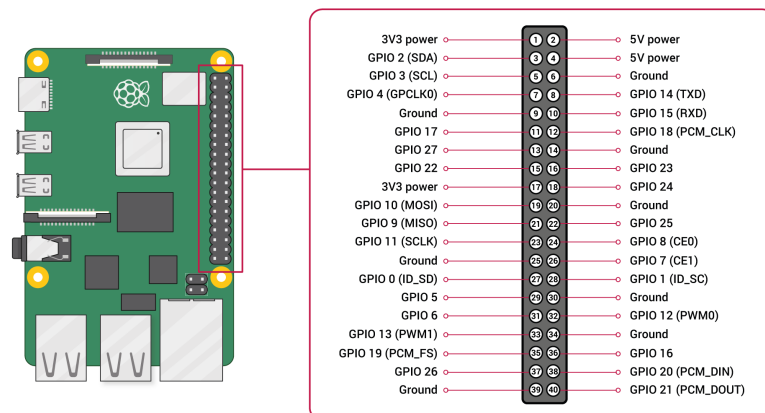 3V3 power 1 2 5V power
GPIO 2 (SDA) 3 4 5V power
GPIO 3 (SCL) 5 6 Ground
GPIO 4 (GPCLK0) 7 8 GPIO 14 (TXD)
Ground 9 10 GPIO 15 (RXD)
GPIO 17 11 12 GPIO 18 (PCM_CLK)
GPIO 27 13 14 Ground
GPIO 22 15 16 GPIO 23
3V3 power 17 18 GPIO 24
GPIO 10 (MOSI) 19 20 Ground
GPIO 9 (MISO) 21 22 GPIO 25
GPIO 11 (SCLK) 23 24 GPIO 8 (CE0)
Ground 25 26 GPIO 7 (CE1)
GPIO 0 (ID_SD) 27 28 GPIO 1 (ID_SC)
GPIO 5 29 30 Ground
GPIO 6 31 32 GPIO 12 (PWM0)
GPIO 13 (PWM1) 33 34 Ground
GPIO 19 (PCM_FS) 35 36 GPIO 16
GPIO 26 37 38 GPIO 20 (PCM_DIN)
Ground 39 40 GPIO 21 (PCM_DOUT)